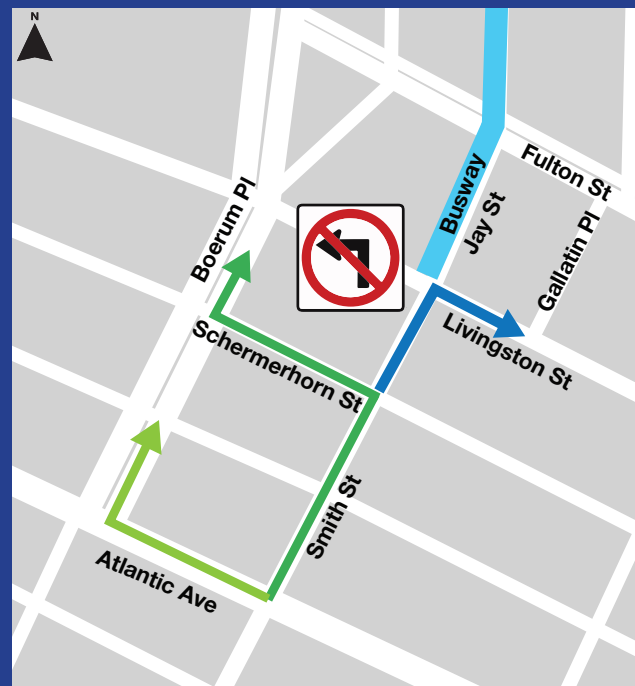 N
Fulton St
Busway
Jay St
Boerum Pl
Gallatin Pl
Livingston St
Schermerhorn St
Smith St
Atlantic Ave